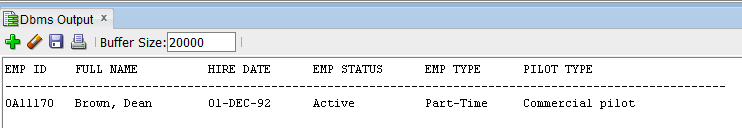 Dbms Output x
Buffer Size: 20000
EMP ID FULL NAME HIRE DATE EMP STATUS EMP TYPE PILOT TYPE
--------------------------------------------------------------------------------------------------------
0A11170 Brown, Dean 01-DEC-92 Active Part-Time Commercial pilot